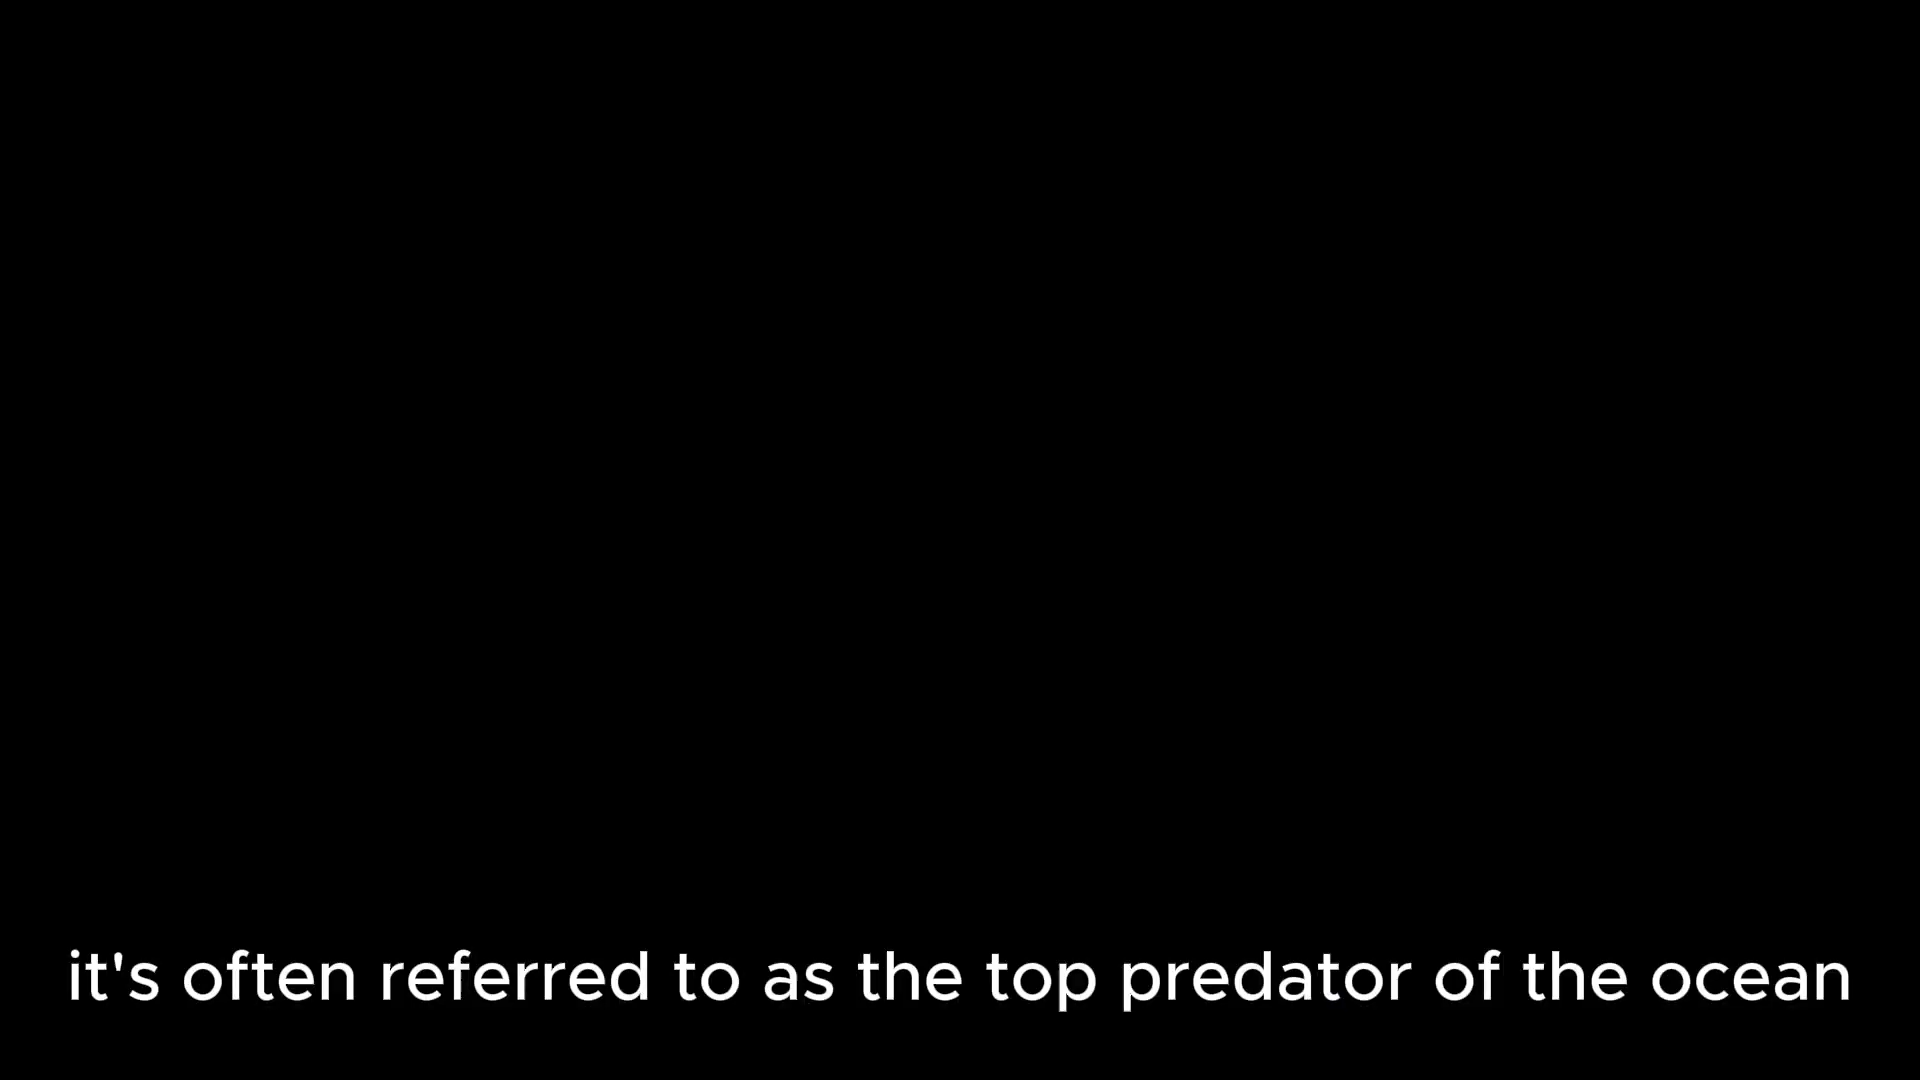 it's often referred to as the top predator of the ocean